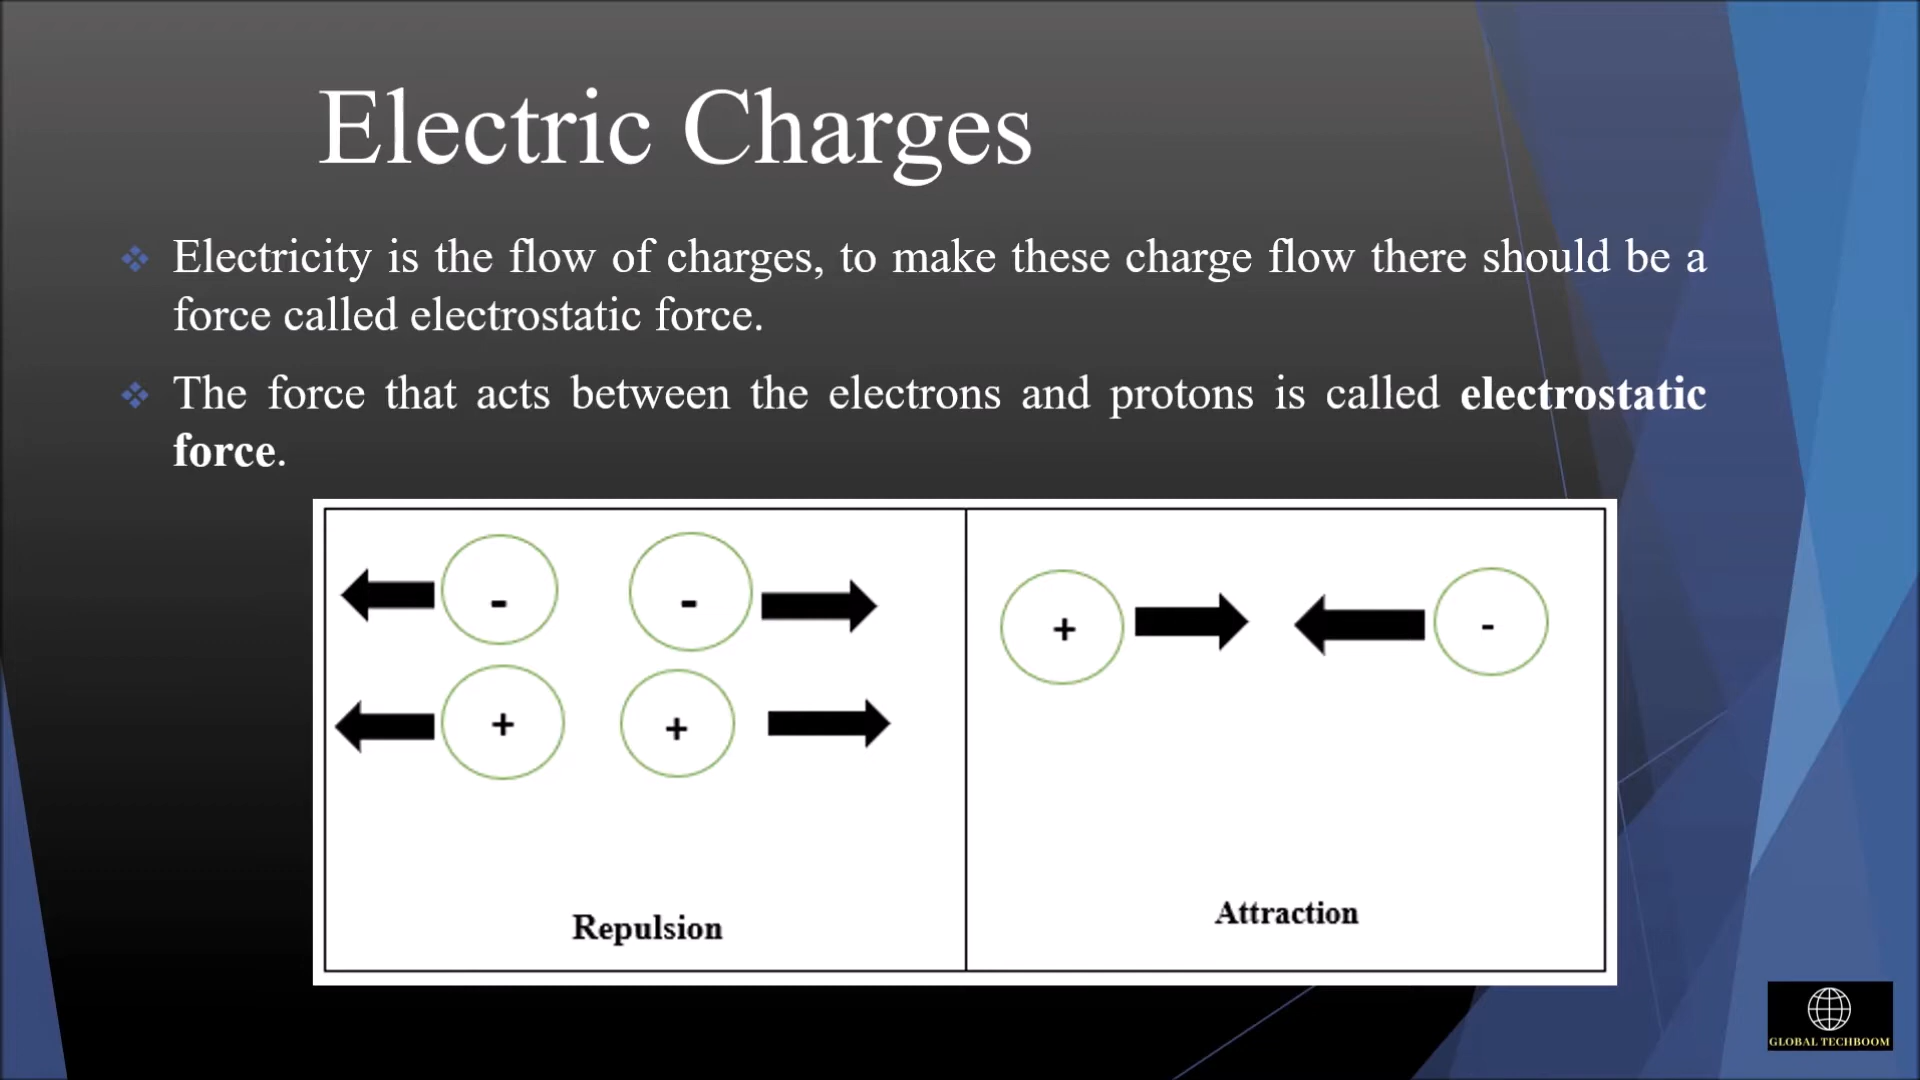 Electric Charges
Electricity is the flow of charges, to make these charge flow there should be a
force called electrostatic force.
The force that acts between the electrons and protons is called electrostatic
force.
- -
+ -
+ +
Repulsion
Attraction
GLOBAL TECHBOOM